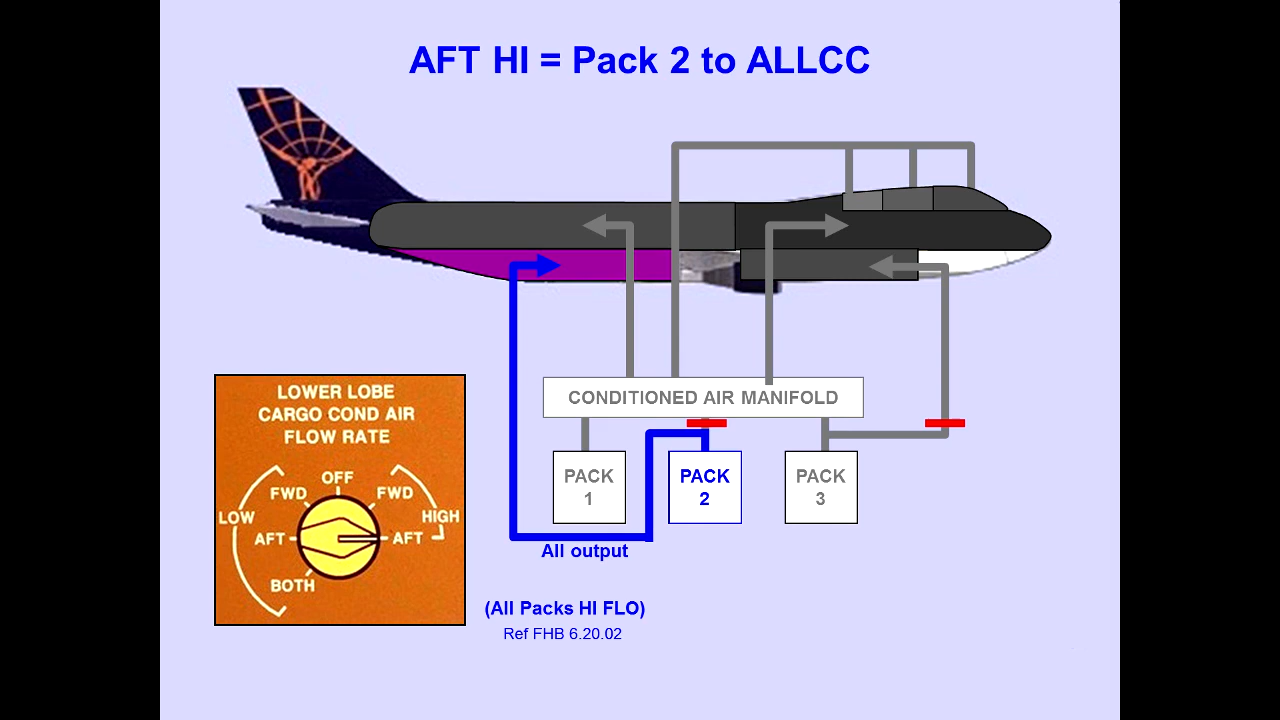 AFT HI = Pack 2 to ALLCC
CONDITIONED AIR MANIFOLD
LOWER LOBE
CARGO COND AIR
FLOW RATE
OFF
FWD
FWD
LOW
HIGH
AFT
AFT
BOTH
PACK
1
PACK
2
PACK
3
All output
(All Packs HI FLO)
Ref FHB 6.20.02